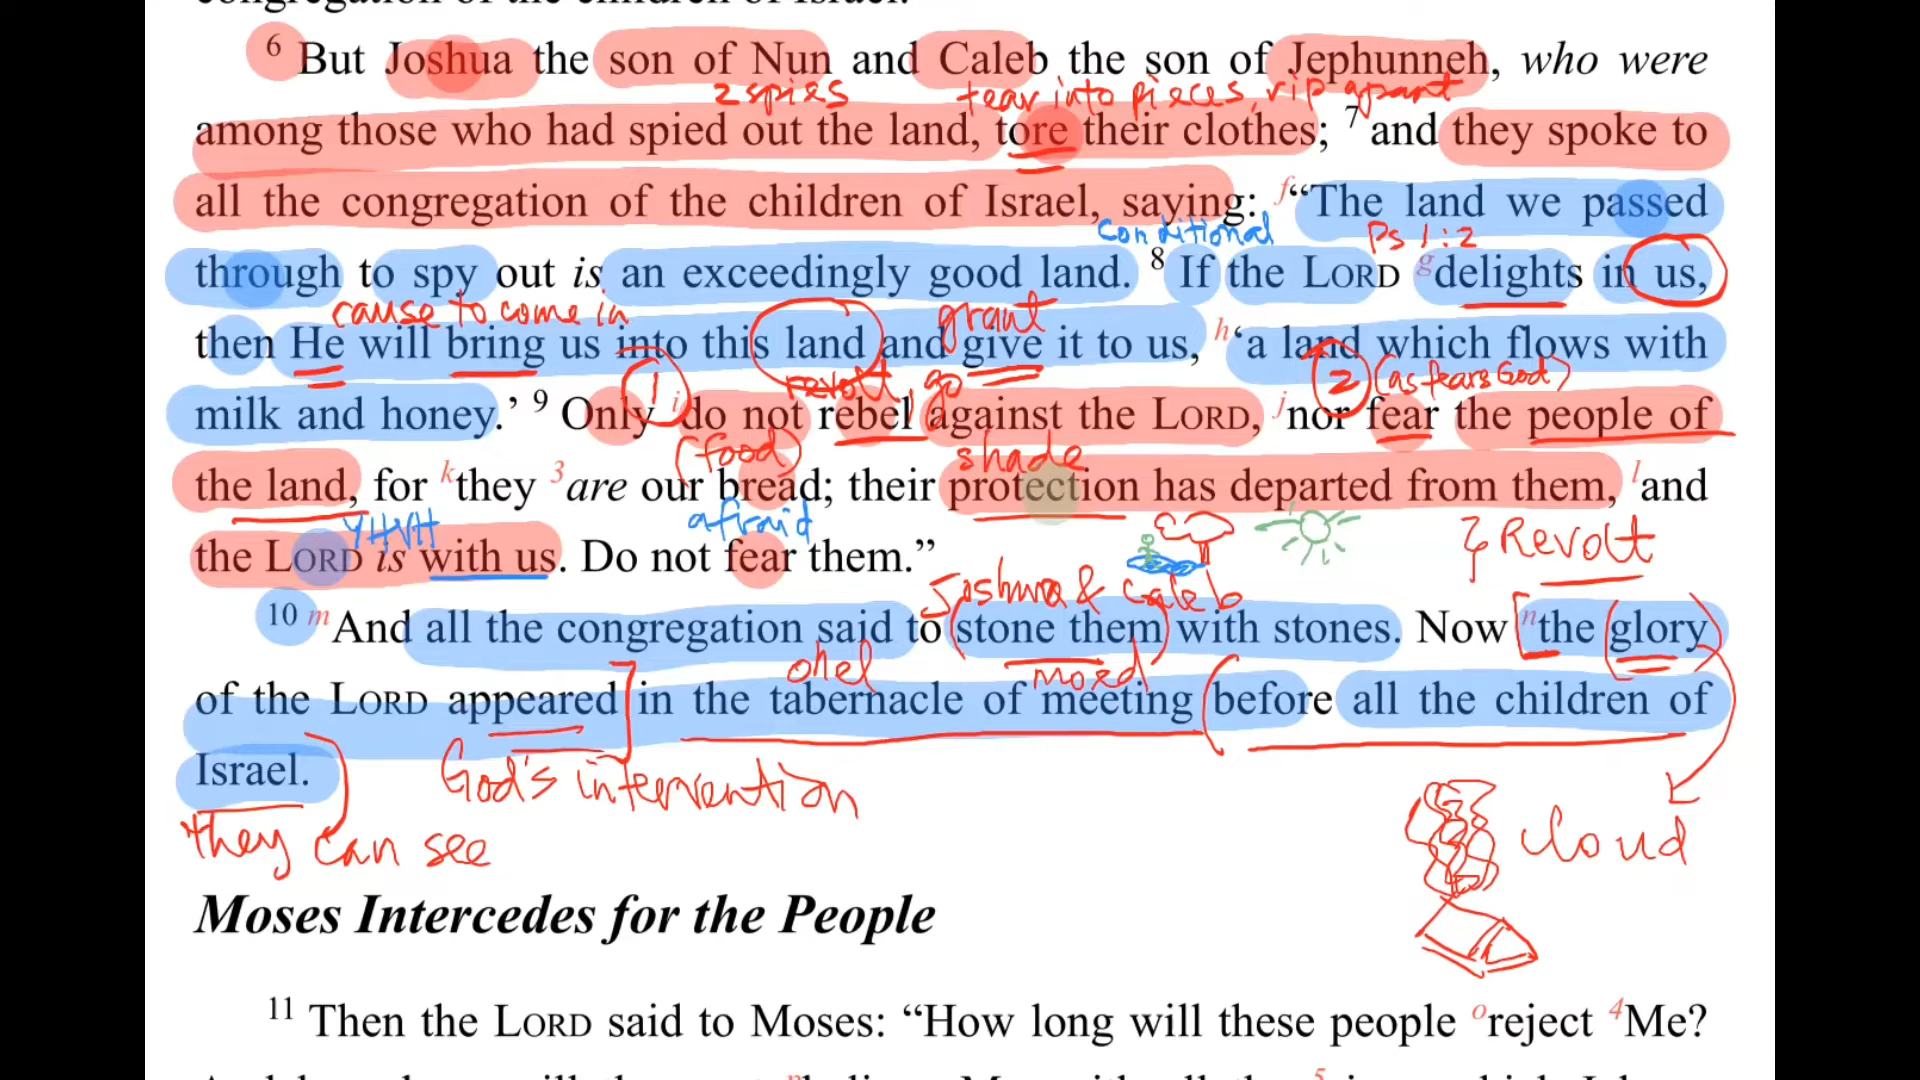 congregation of the children of Israel.
6 But Joshua the son of Nun and Caleb the son of Jephunneh, who were
2 spies tear into pieces, rip apart
among those who had spied out the land, tore their clothes; 7 and they spoke to
all the congregation of the children of Israel, saying: f “The land we passed
conditional Ps 1:2
through to spy out is an exceedingly good land. 8 If the LORD g delights in us,
cause to come in grant
then He will bring us into this land and give it to us, h ‘a land which flows with
1 revolt, go 2 (as fears God)
milk and honey.’ 9 Only i do not rebel against the LORD, j nor fear the people of
(food) shade
the land, for k they 3 are our bread; their protection has departed from them, l and
YHVH afraid & Revolt
the LORD is with us. Do not fear them.”
Joshua & Caleb
10 m And all the congregation said to stone them with stones. Now n the glory
ohel moed
of the LORD appeared in the tabernacle of meeting before all the children of
Israel.
God's intervention
they can see
cloud
Moses Intercedes for the People
11 Then the LORD said to Moses: “How long will these people o reject 4 Me?